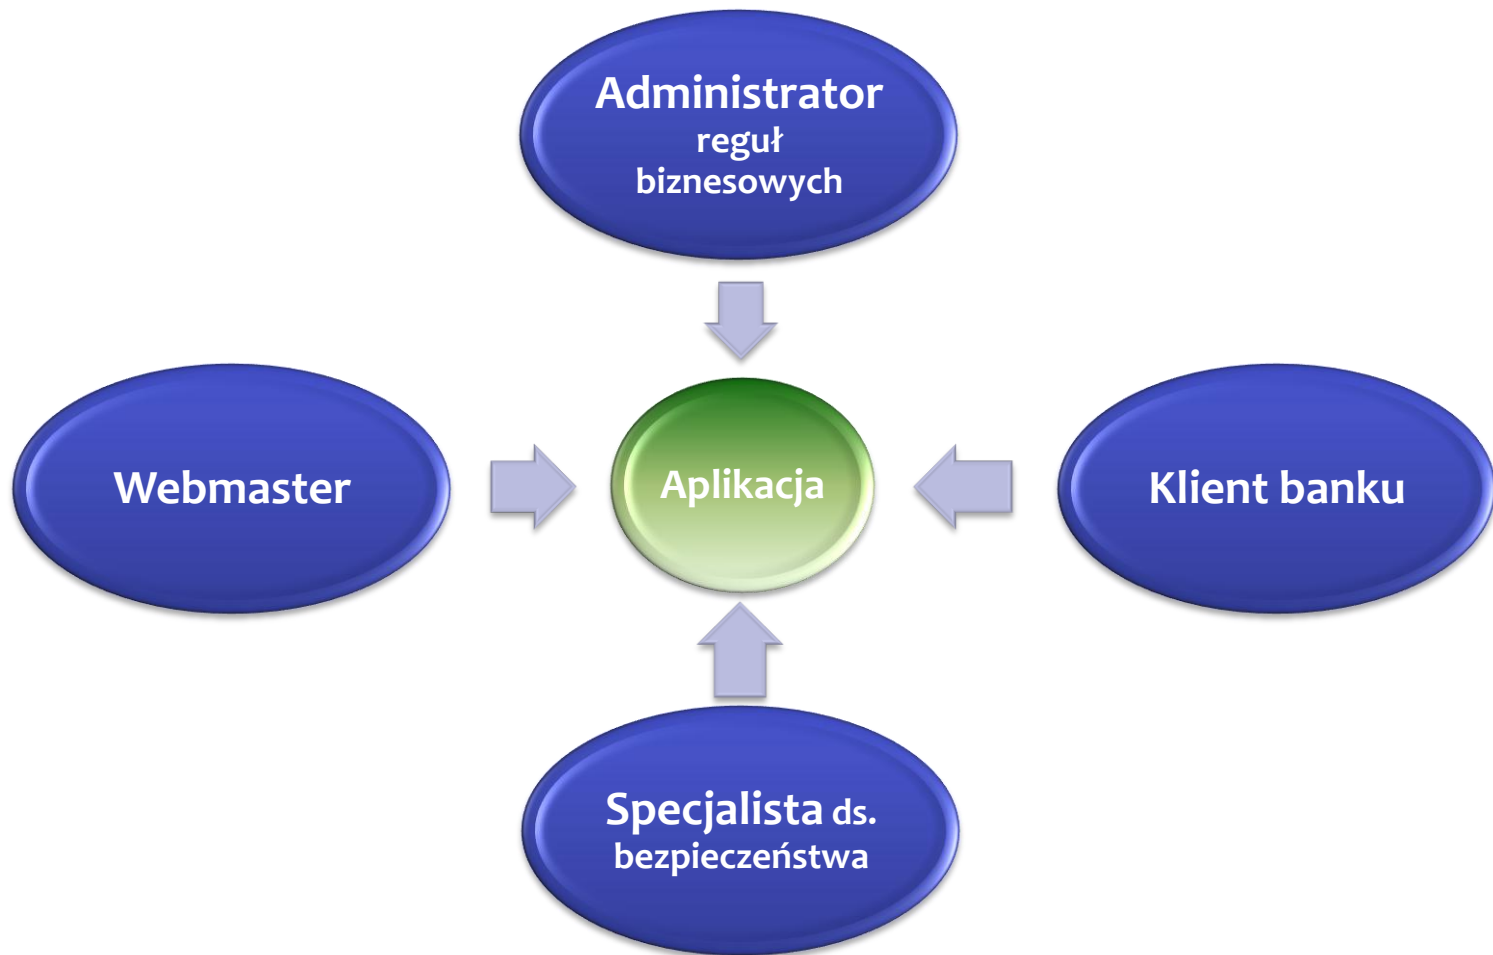 Administrator
reguł
biznesowych
Webmaster
Aplikacja
Klient banku
Specjalista ds.
bezpieczeństwa